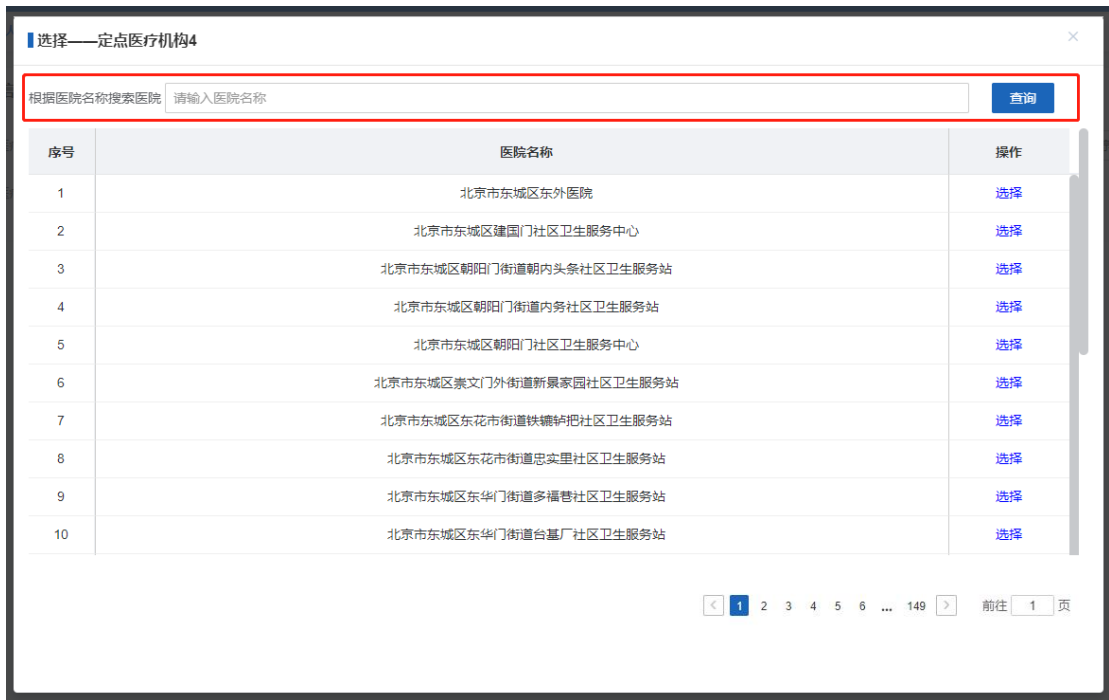 选择——定点医疗机构4
根据医院名称搜索医院 请输入医院名称 查询
序号 医院名称 操作
1 北京市东城区东外医院 选择
2 北京市东城区建国门社区卫生服务中心 选择
3 北京市东城区朝阳门街道朝内头条社区卫生服务站 选择
4 北京市东城区朝阳门街道内务社区卫生服务站 选择
5 北京市东城区朝阳门社区卫生服务中心 选择
6 北京市东城区崇文门外街道新景家园社区卫生服务站 选择
7 北京市东城区东花市街道铁辘轳把社区卫生服务站 选择
8 北京市东城区东花市街道忠实里社区卫生服务站 选择
9 北京市东城区东华门街道多福巷社区卫生服务站 选择
10 北京市东城区东华门街道台基厂社区卫生服务站 选择
1 2 3 4 5 6 ... 149 前往 1 页